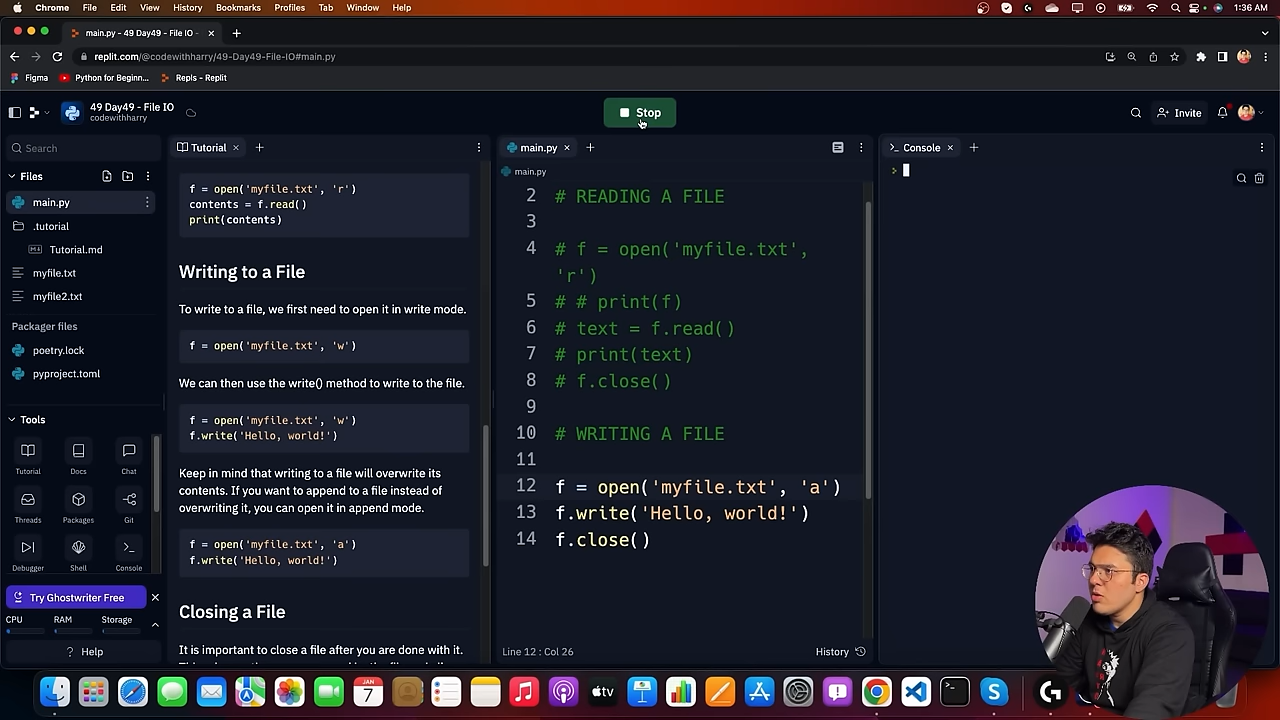 Chrome File Edit View History Bookmarks Profiles Tab Window Help 1:36 AM
main.py - 49 Day49 - File IO -
replit.com/@codewithharry/49-Day49-File-IO#main.py
Figma Python for Beginn... Repls - Replit
49 Day49 - File IO
codewithharry
Stop
Invite
Search
Files
main.py
.tutorial
Tutorial.md
myfile.txt
myfile2.txt
Packager files
poetry.lock
pyproject.toml
Tools
Tutorial Docs Chat
Threads Packages Git
Debugger Shell Console
Try Ghostwriter Free
CPU RAM Storage
Help
Tutorial
f = open('myfile.txt', 'r')
contents = f.read()
print(contents)
Writing to a File
To write to a file, we first need to open it in write mode.
f = open('myfile.txt', 'w')
We can then use the write() method to write to the file.
f = open('myfile.txt', 'w')
f.write('Hello, world!')
Keep in mind that writing to a file will overwrite its
contents. If you want to append to a file instead of
overwriting it, you can open it in append mode.
f = open('myfile.txt', 'a')
f.write('Hello, world!')
Closing a File
It is important to close a file after you are done with it.
main.py
main.py
2 # READING A FILE
3
4 # f = open('myfile.txt',
'r')
5 # # print(f)
6 # text = f.read()
7 # print(text)
8 # f.close()
9
10 # WRITING A FILE
11
12 f = open('myfile.txt', 'a')
13 f.write('Hello, world!')
14 f.close()
Line 12 : Col 26
History
Console
JAN
7
tv